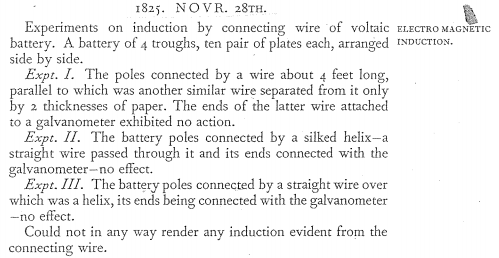 1825. NOVR. 28TH.
Experiments on induction by connecting wire of voltaic
battery. A battery of 4 troughs, ten pair of plates each, arranged
side by side.
ELECTRO MAGNETIC
INDUCTION.
Expt. I. The poles connected by a wire about 4 feet long,
parallel to which was another similar wire separated from it only
by 2 thicknesses of paper. The ends of the latter wire attached
to a galvanometer exhibited no action.
Expt. II. The battery poles connected by a silked helix—a
straight wire passed through it and its ends connected with the
galvanometer—no effect.
Expt. III. The battery poles connected by a straight wire over
which was a helix, its ends being connected with the galvanometer
—no effect.
Could not in any way render any induction evident from the
connecting wire.